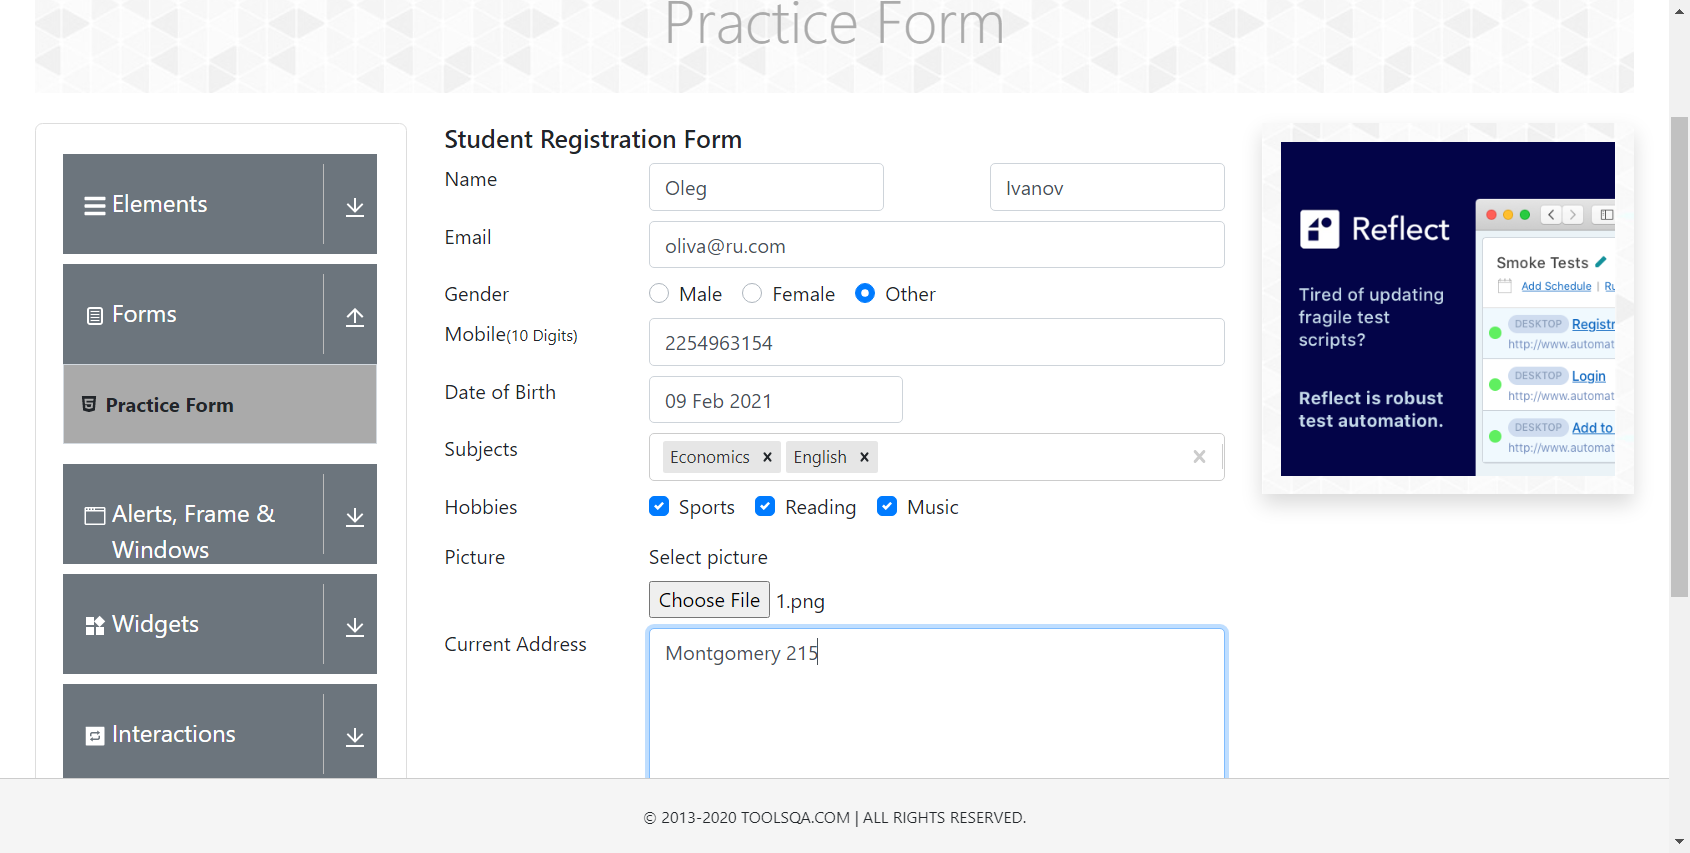 Practice Form
Elements
Forms
Practice Form
Alerts, Frame &
Windows
Widgets
Interactions
Student Registration Form
Name
Oleg
Ivanov
Email
oliva@ru.com
Gender
Male
Female
Other
Mobile(10 Digits)
2254963154
Date of Birth
09 Feb 2021
Subjects
Economics
English
Hobbies
Sports
Reading
Music
Picture
Select picture
Choose File 1.png
Current Address
Montgomery 215
Reflect
Tired of updating
fragile test
scripts?
Reflect is robust
test automation.
Smoke Tests
Add Schedule | Ru
DESKTOP Registr
http://www.automat
DESKTOP Login
http://www.automat
DESKTOP Add to
http://www.automat
© 2013-2020 TOOLSQA.COM | ALL RIGHTS RESERVED.